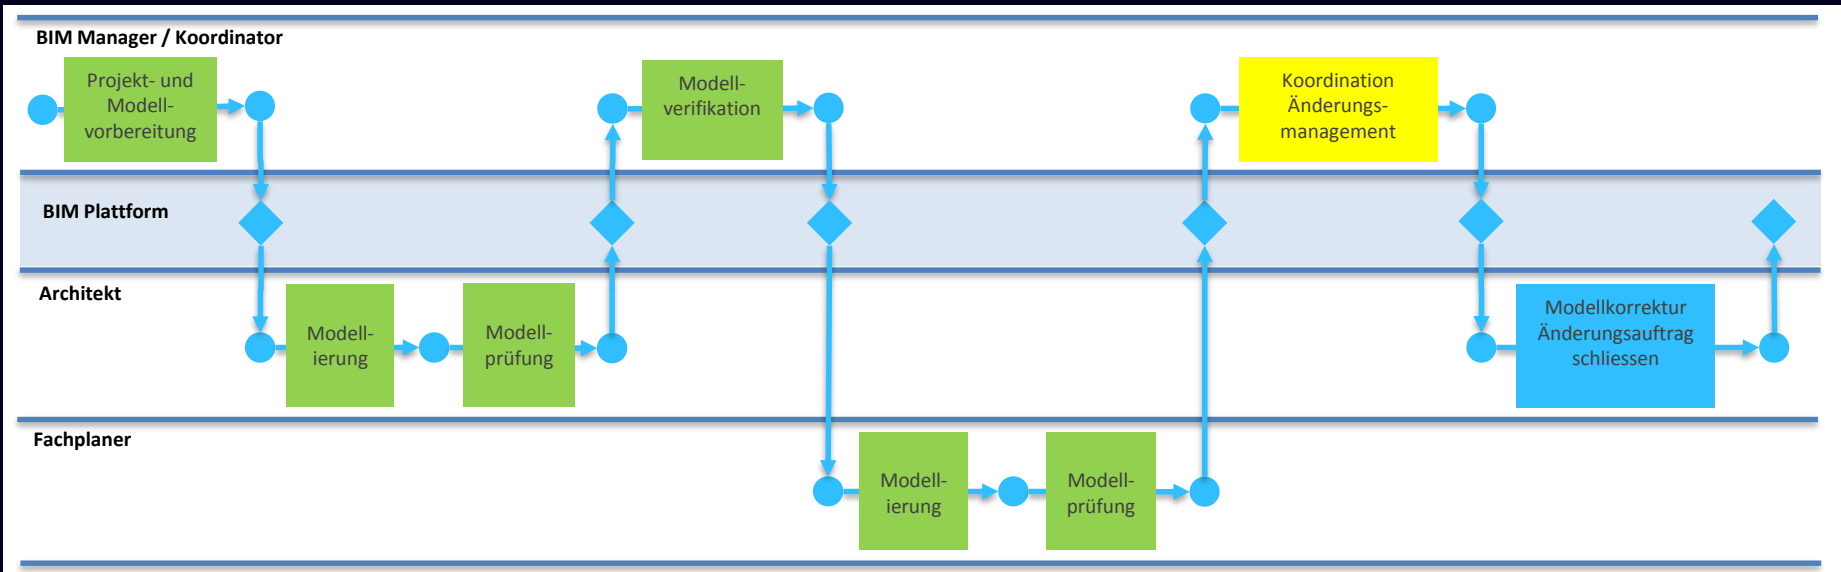 BIM Manager / Koordinator
Projekt- und
Modell-
vorbereitung
Modell-
verifikation
Koordination
Änderungs-
management
BIM Plattform
Architekt
Modell-
ierung
Modell-
prüfung
Modellkorrektur
Änderungsauftrag
schliessen
Fachplaner
Modell-
ierung
Modell-
prüfung